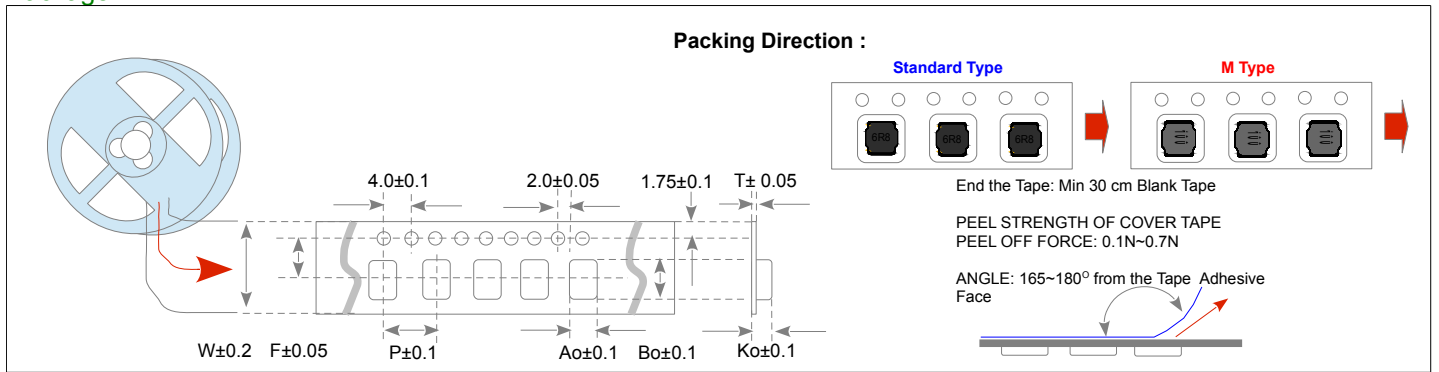 Packing Direction :
Standard Type
M Type
6R8
6R8
6R8
4.0±0.1
2.0±0.05
1.75±0.1
T± 0.05
End the Tape: Min 30 cm Blank Tape
PEEL STRENGTH OF COVER TAPE
PEEL OFF FORCE: 0.1N~0.7N
ANGLE: 165~180° from the Tape Adhesive
Face
W±0.2
F±0.05
P±0.1
Ao±0.1
Bo±0.1
Ko±0.1